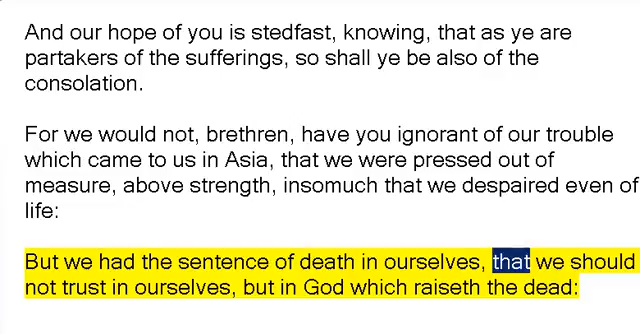 And our hope of you is stedfast, knowing, that as ye are
partakers of the sufferings, so shall ye be also of the
consolation.
For we would not, brethren, have you ignorant of our trouble
which came to us in Asia, that we were pressed out of
measure, above strength, insomuch that we despaired even of
life:
But we had the sentence of death in ourselves, that we should
not trust in ourselves, but in God which raiseth the dead: